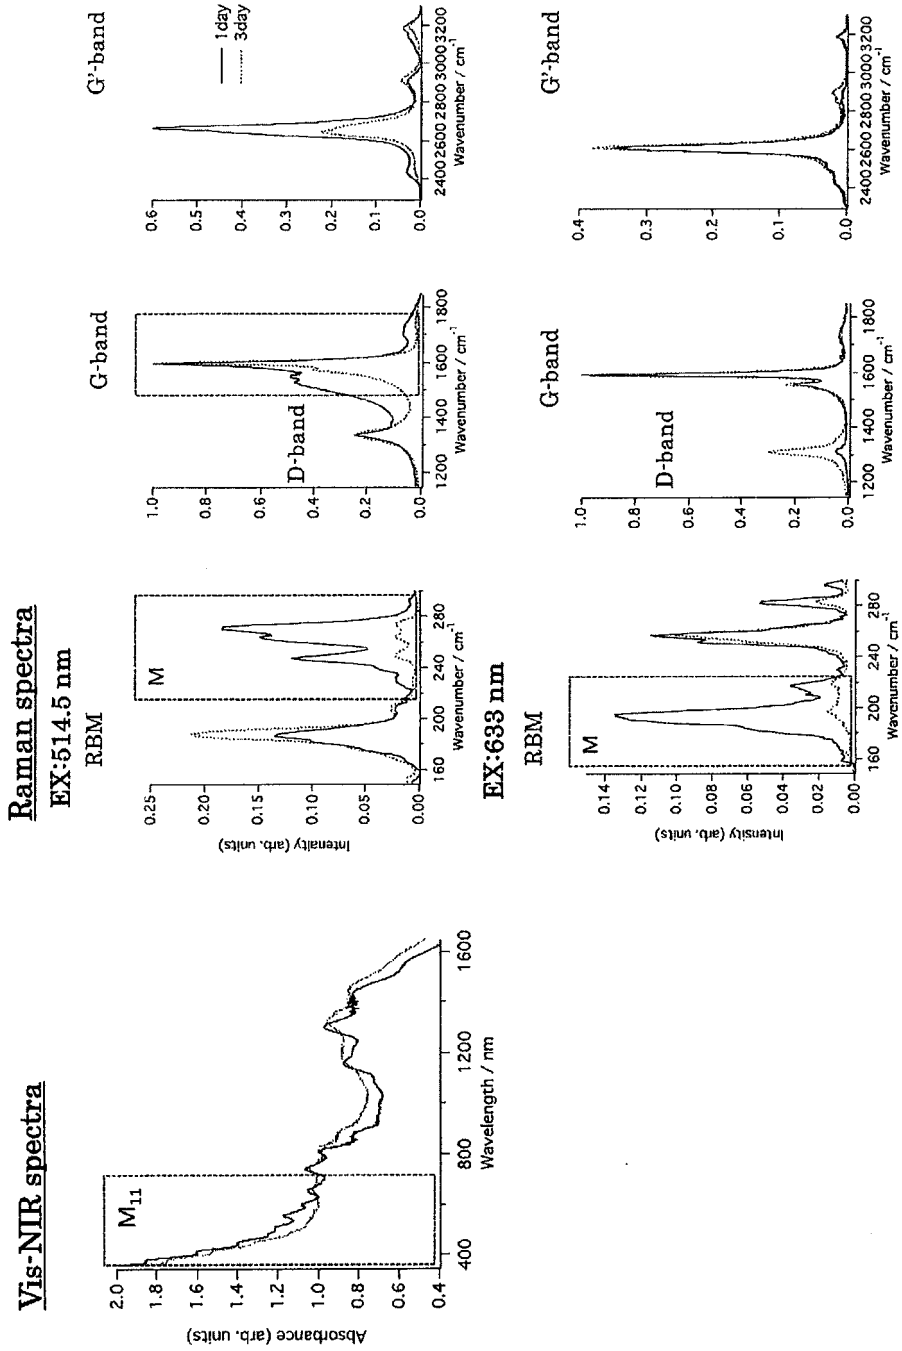 Vis-NIR spectra
Absorbance (arb. units)
2.0
1.8
1.6
1.4
1.2
1.0
0.8
0.6
0.4
M11
400
800
1200
1600
Wavelength / nm
Raman spectra
EX:514.5 nm
RBM
Intensity (arb. units)
0.25
0.20
0.15
0.10
0.05
0.00
M
160
200
240
280
Wavenumber / cm-1
G-band
D-band
1.0
0.8
0.6
0.4
0.2
0.0
1200
1400
1600
1800
Wavenumber / cm-1
G'-band
1day
3day
0.6
0.5
0.4
0.3
0.2
0.1
0.0
2400
2600
2800
3000
3200
Wavenumber / cm-1
EX:633 nm
RBM
Intensity (arb. units)
0.14
0.12
0.10
0.08
0.06
0.04
0.02
0.00
M
160
200
240
280
Wavenumber / cm-1
G-band
D-band
1.0
0.8
0.6
0.4
0.2
0.0
1200
1400
1600
1800
Wavenumber / cm-1
G'-band
0.4
0.3
0.2
0.1
0.0
2400
2600
2800
3000
3200
Wavenumber / cm-1